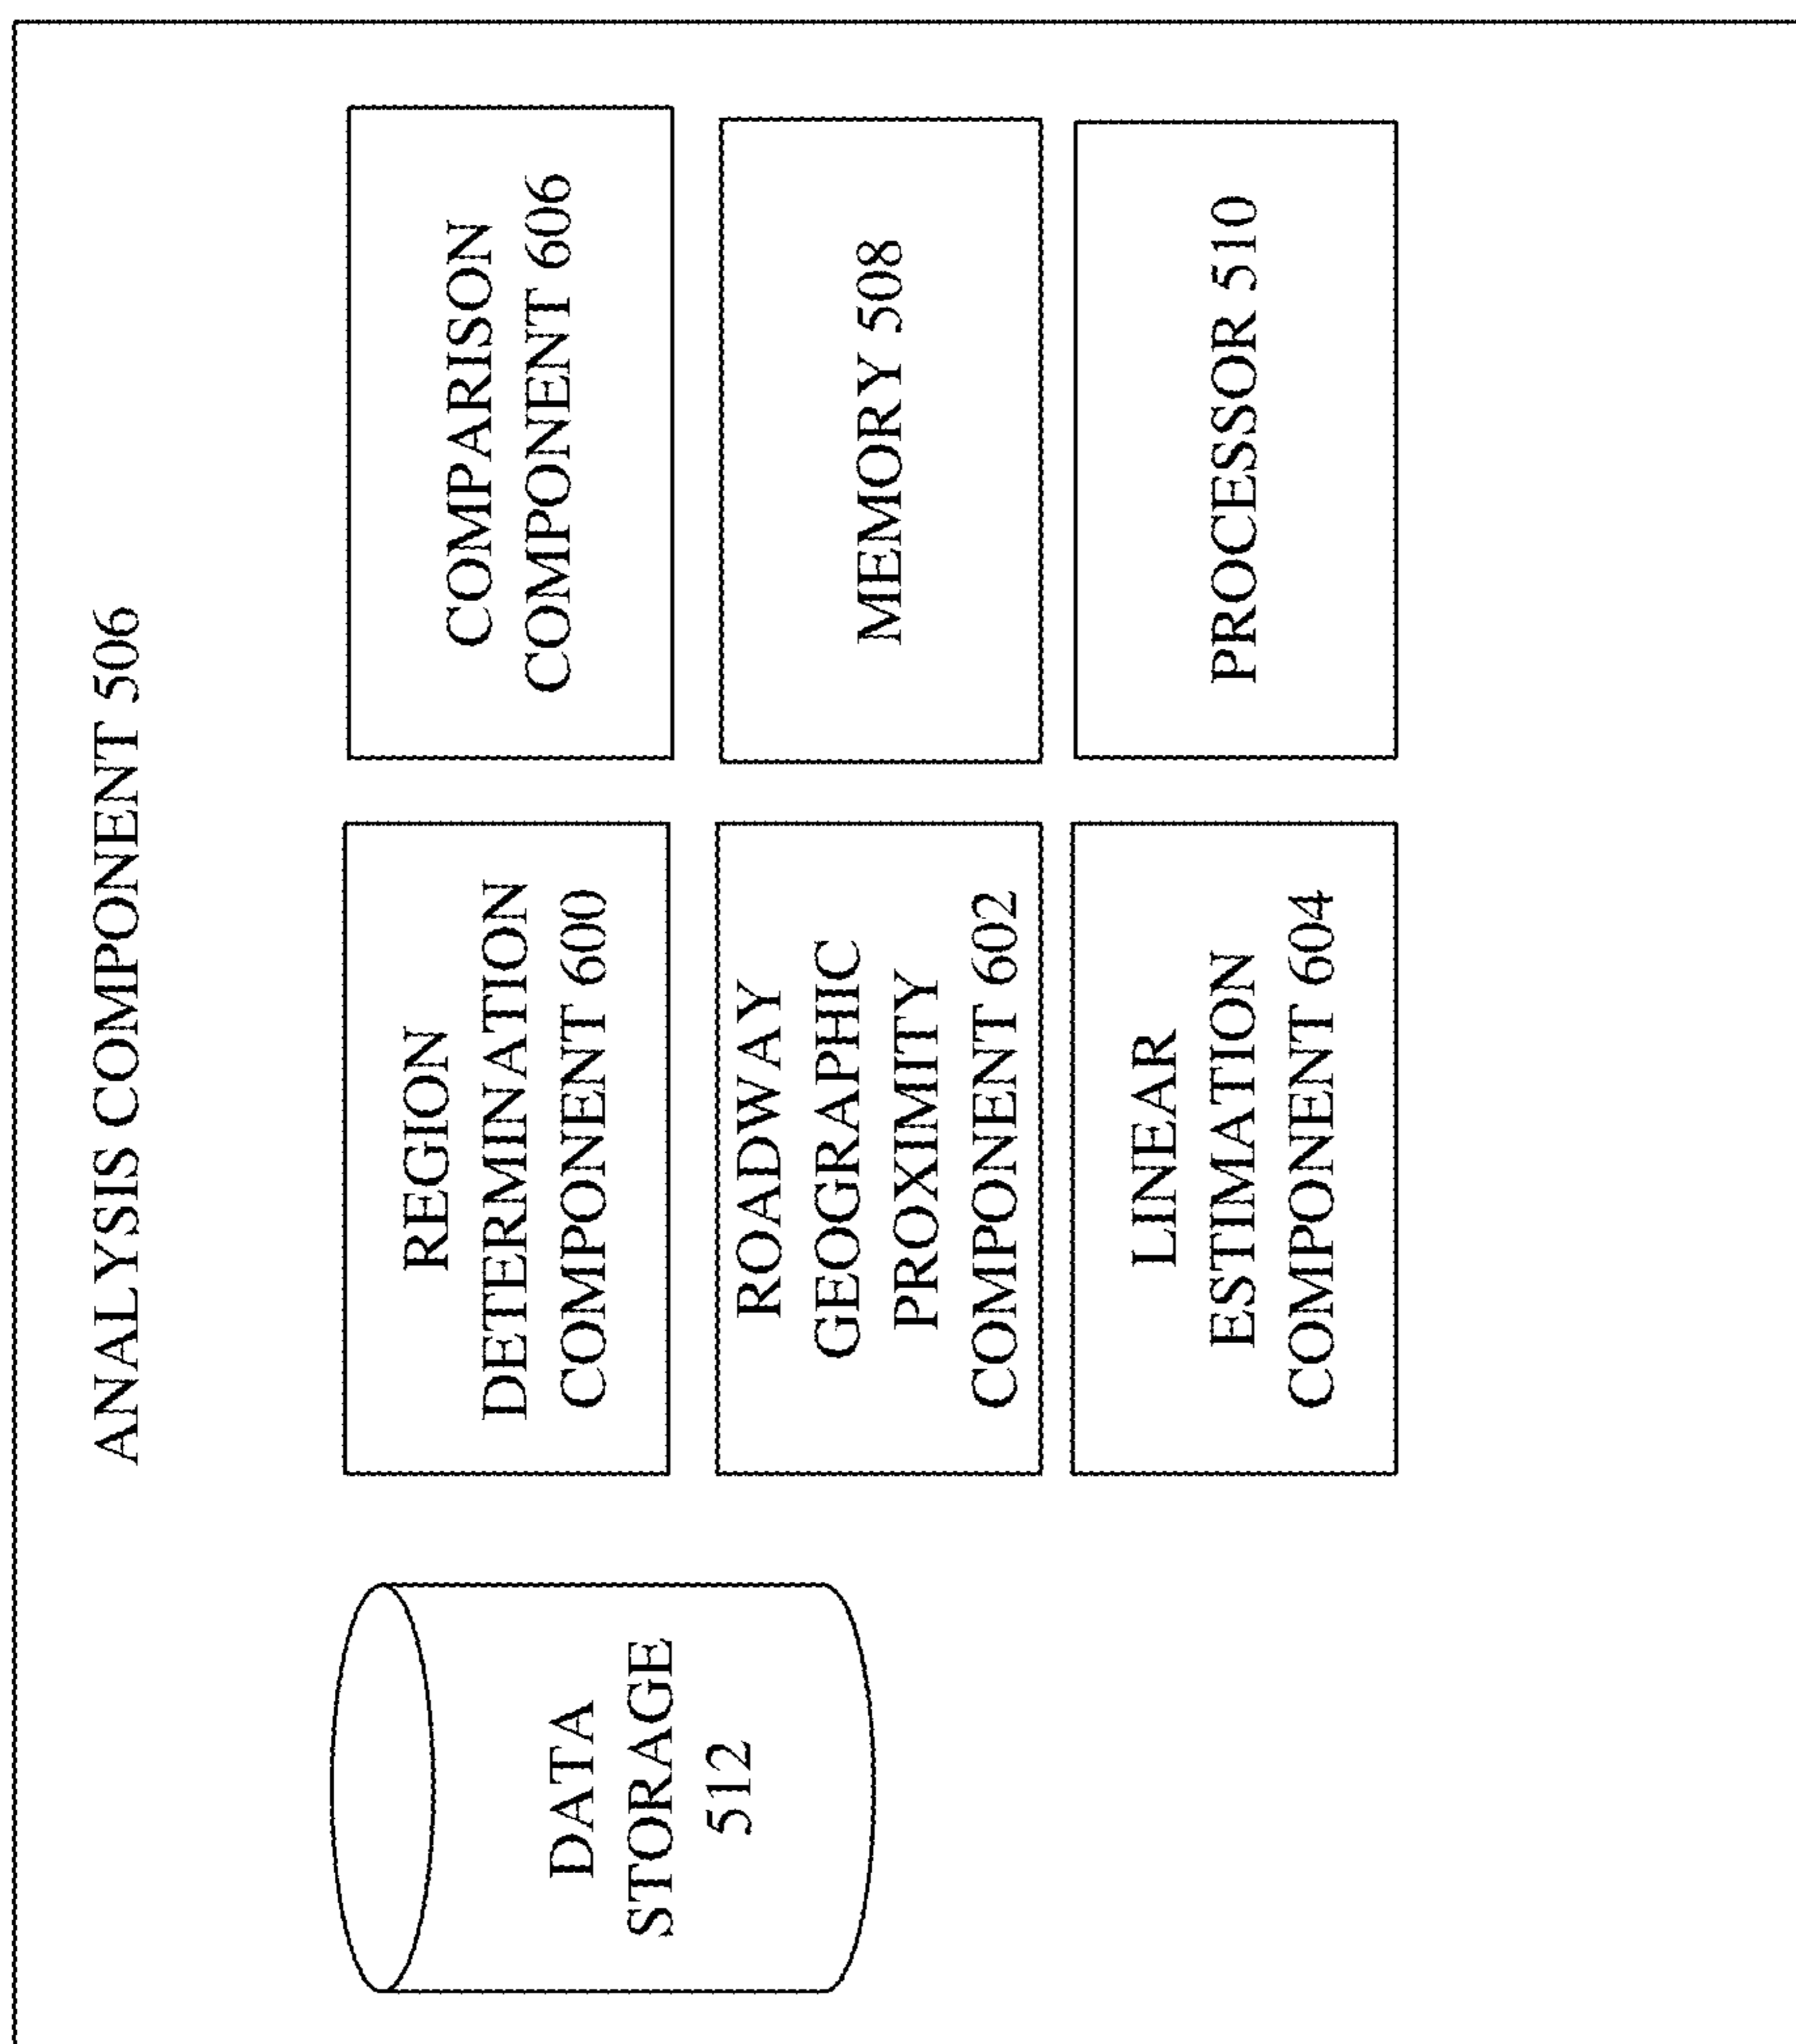 ANALYSIS COMPONENT 506
DATA
STORAGE
512
REGION
DETERMINATION
COMPONENT 600
ROADWAY
GEOGRAPHIC
PROXIMITY
COMPONENT 602
LINEAR
ESTIMATION
COMPONENT 604
COMPARISON
COMPONENT 606
MEMORY 508
PROCESSOR 510